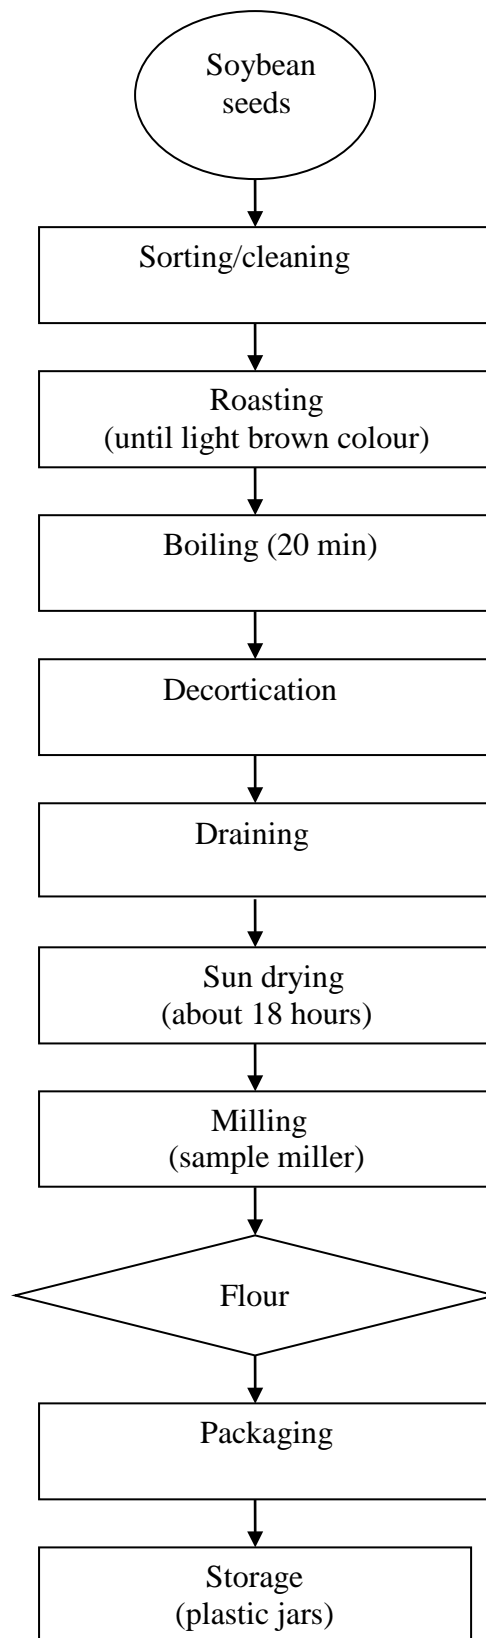 Soybean
seeds
Sorting/cleaning
Roasting
(until light brown colour)
Boiling (20 min)
Decortication
Draining
Sun drying
(about 18 hours)
Milling
(sample miller)
Flour
Packaging
Storage
(plastic jars)